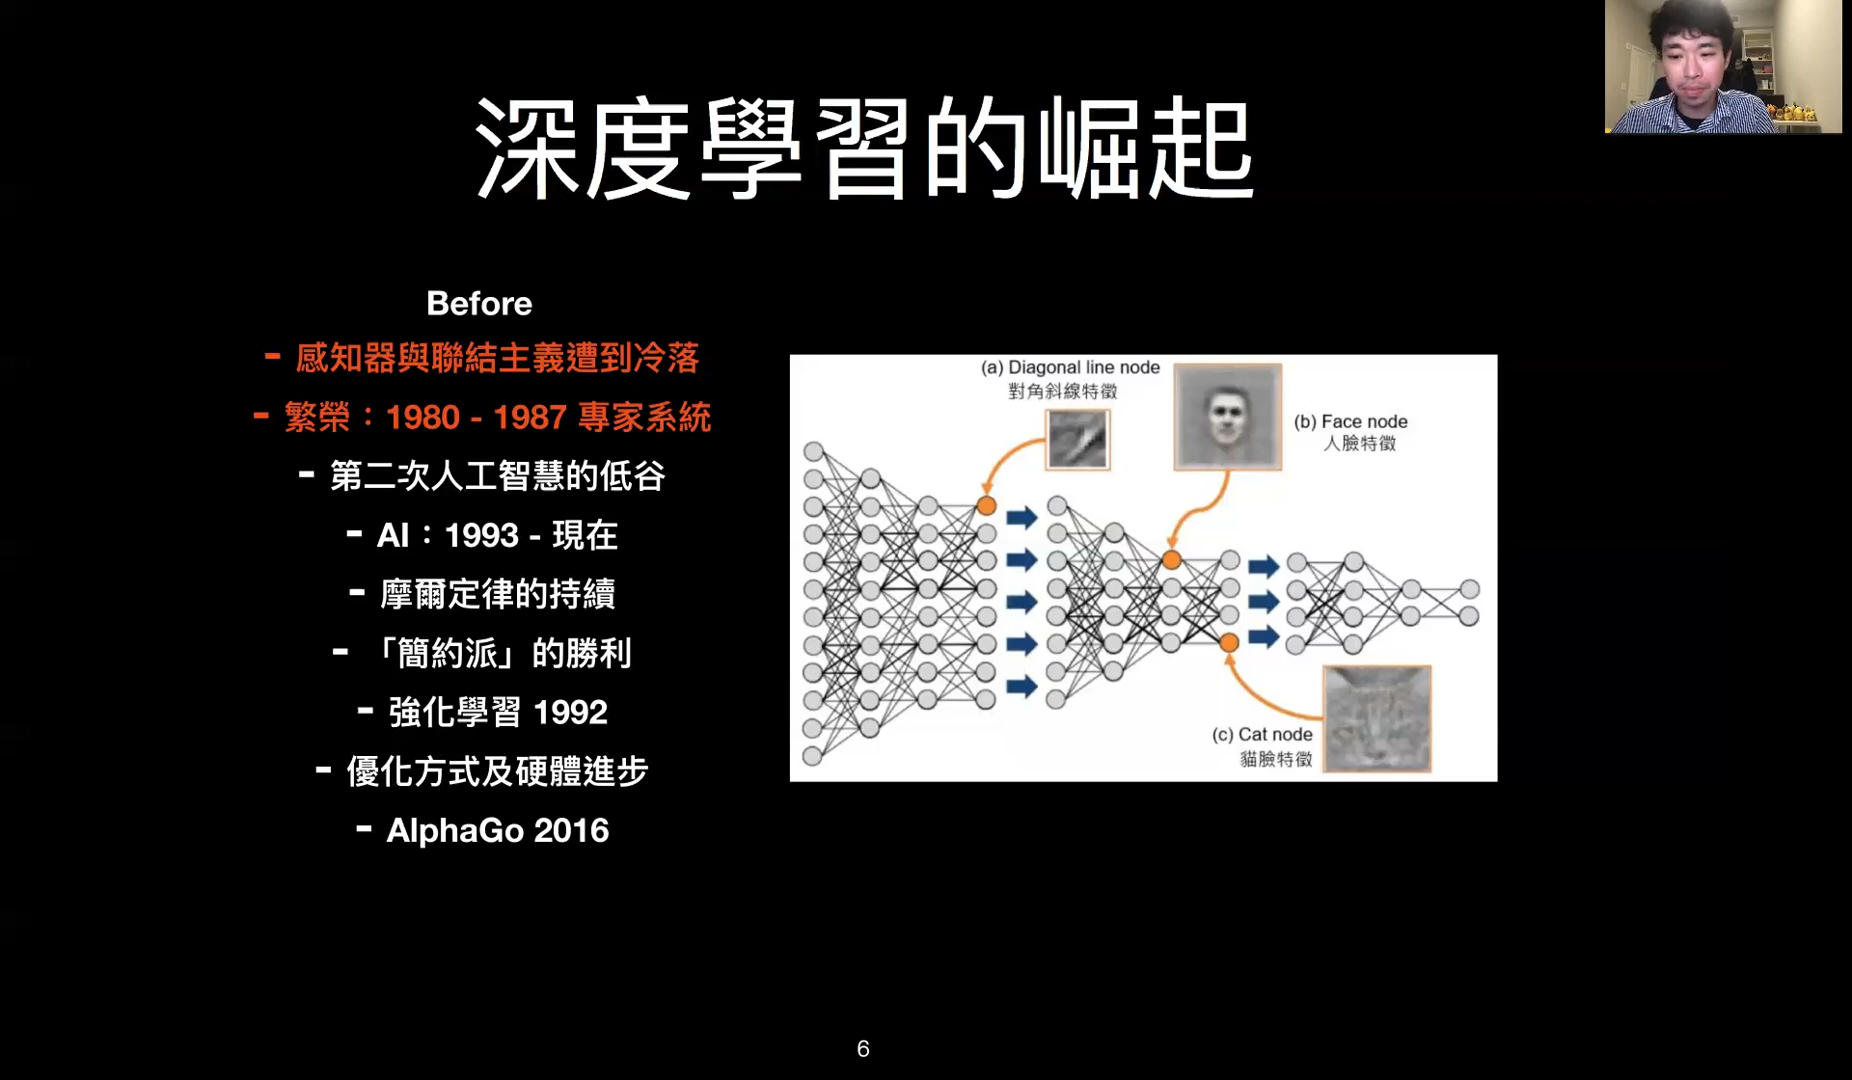 深度學習的崛起
Before
- 感知器與聯結主義遭到冷落
- 繁榮：1980 - 1987 專家系統
- 第二次人工智慧的低谷
- AI：1993 - 現在
- 摩爾定律的持續
- 「簡約派」的勝利
- 強化學習 1992
- 優化方式及硬體進步
- AlphaGo 2016
(a) Diagonal line node
對角斜線特徵
(b) Face node
人臉特徵
(c) Cat node
貓臉特徵
6